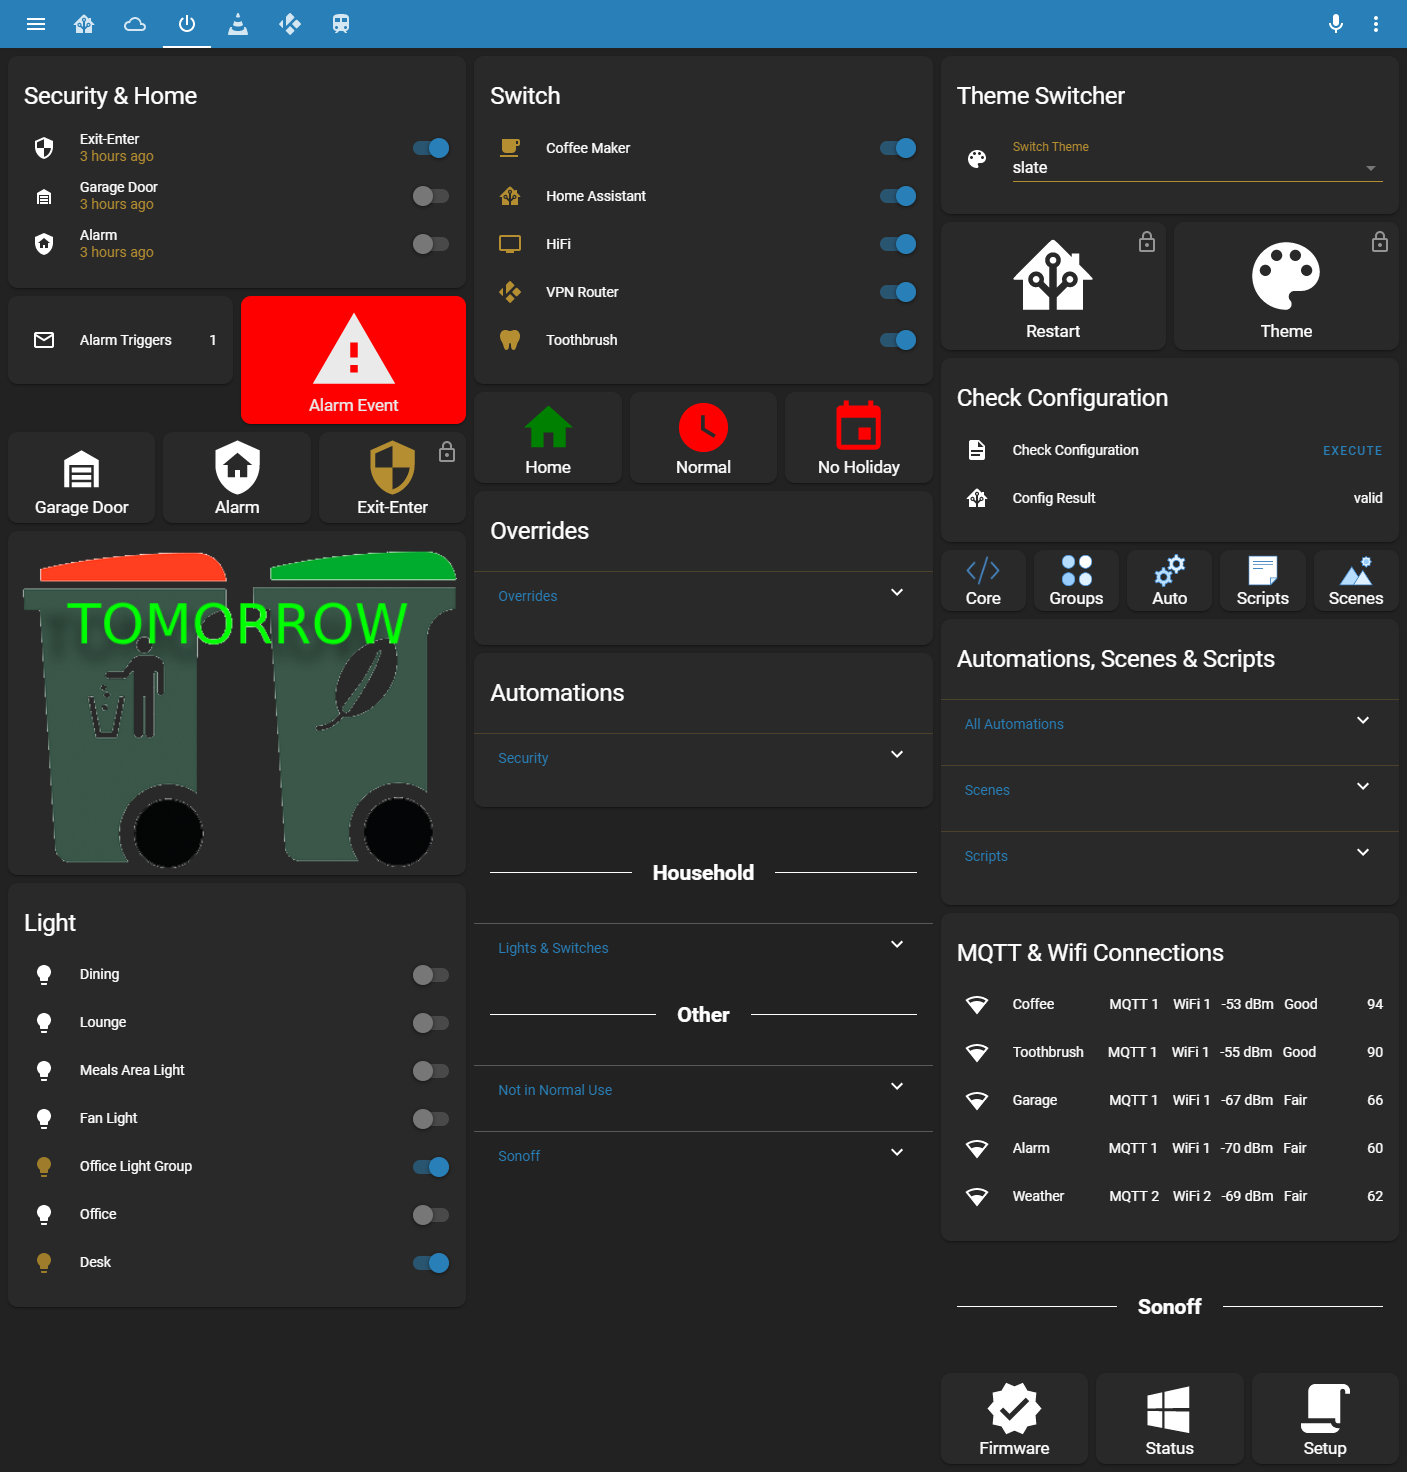 Security & Home
Exit-Enter
3 hours ago
Garage Door
3 hours ago
Alarm
3 hours ago
Alarm Triggers 1
Alarm Event
Garage Door
Alarm
Exit-Enter
TOMORROW
Light
Dining
Lounge
Meals Area Light
Fan Light
Office Light Group
Office
Desk
Switch
Coffee Maker
Home Assistant
HiFi
VPN Router
Toothbrush
Home
Normal
No Holiday
Overrides
Overrides
Automations
Security
Household
Lights & Switches
Other
Not in Normal Use
Sonoff
Theme Switcher
Switch Theme
slate
Restart
Theme
Check Configuration
Check Configuration EXECUTE
Config Result valid
Core
Groups
Auto
Scripts
Scenes
Automations, Scenes & Scripts
All Automations
Scenes
Scripts
MQTT & Wifi Connections
Coffee MQTT 1 WiFi 1 -53 dBm Good 94
Toothbrush MQTT 1 WiFi 1 -55 dBm Good 90
Garage MQTT 1 WiFi 1 -67 dBm Fair 66
Alarm MQTT 1 WiFi 1 -70 dBm Fair 60
Weather MQTT 2 WiFi 2 -69 dBm Fair 62
Sonoff
Firmware
Status
Setup